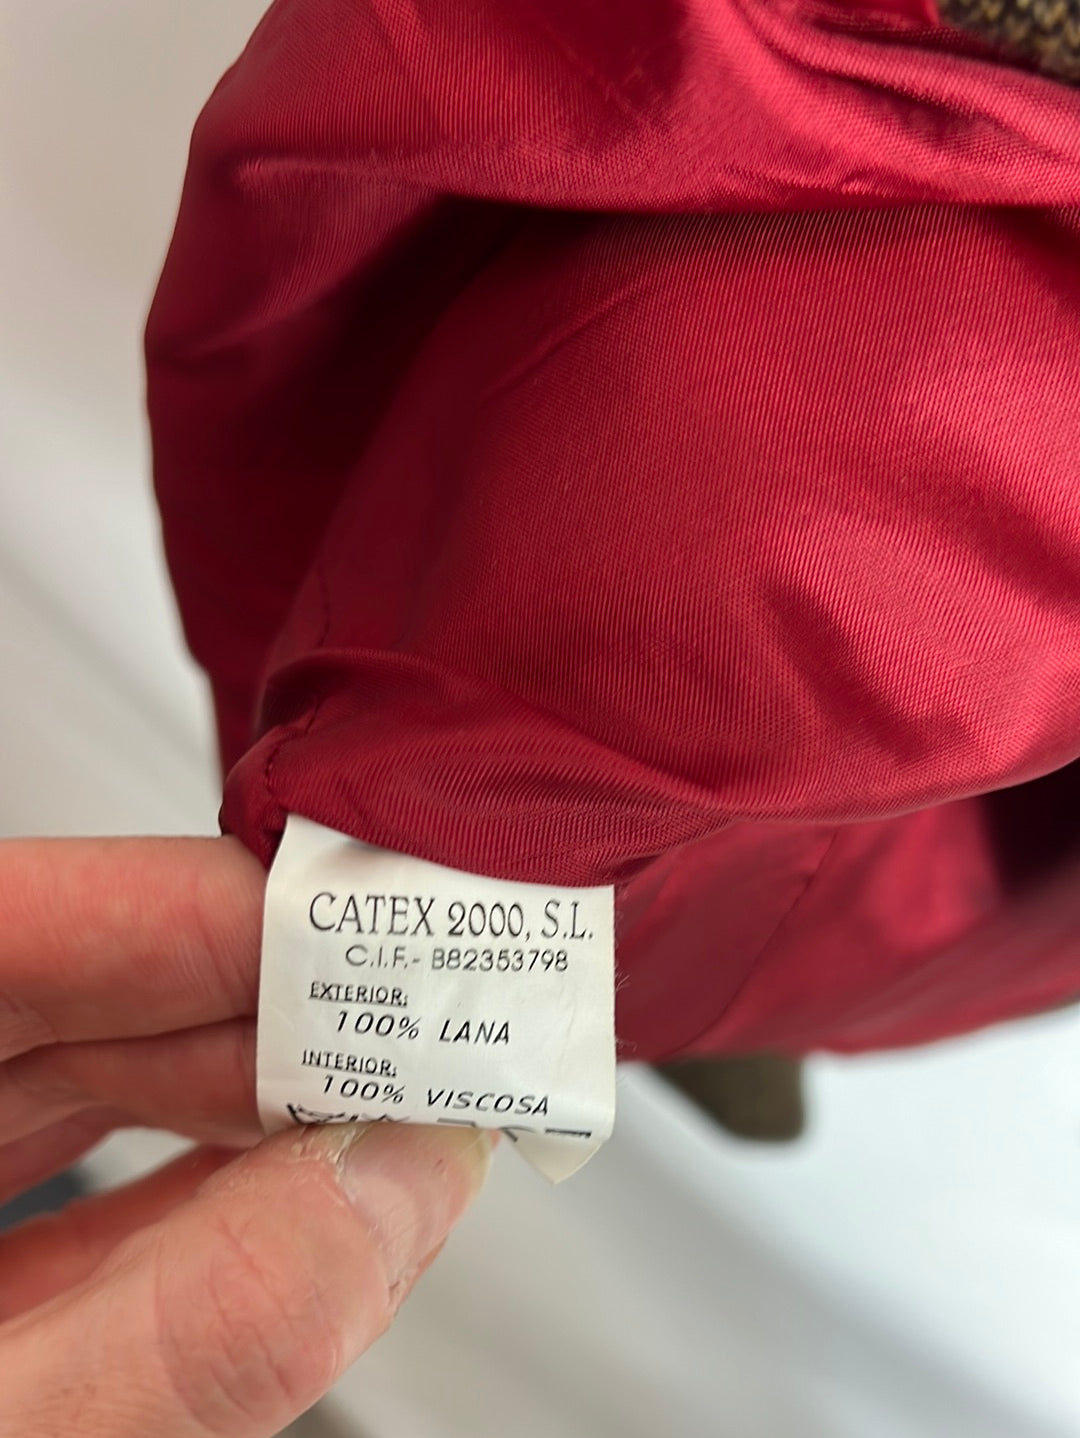 CATEX 2000, S.L.
C.I.F.- B82353798
EXTERIOR:
100% LANA
INTERIOR:
100% VISCOSA